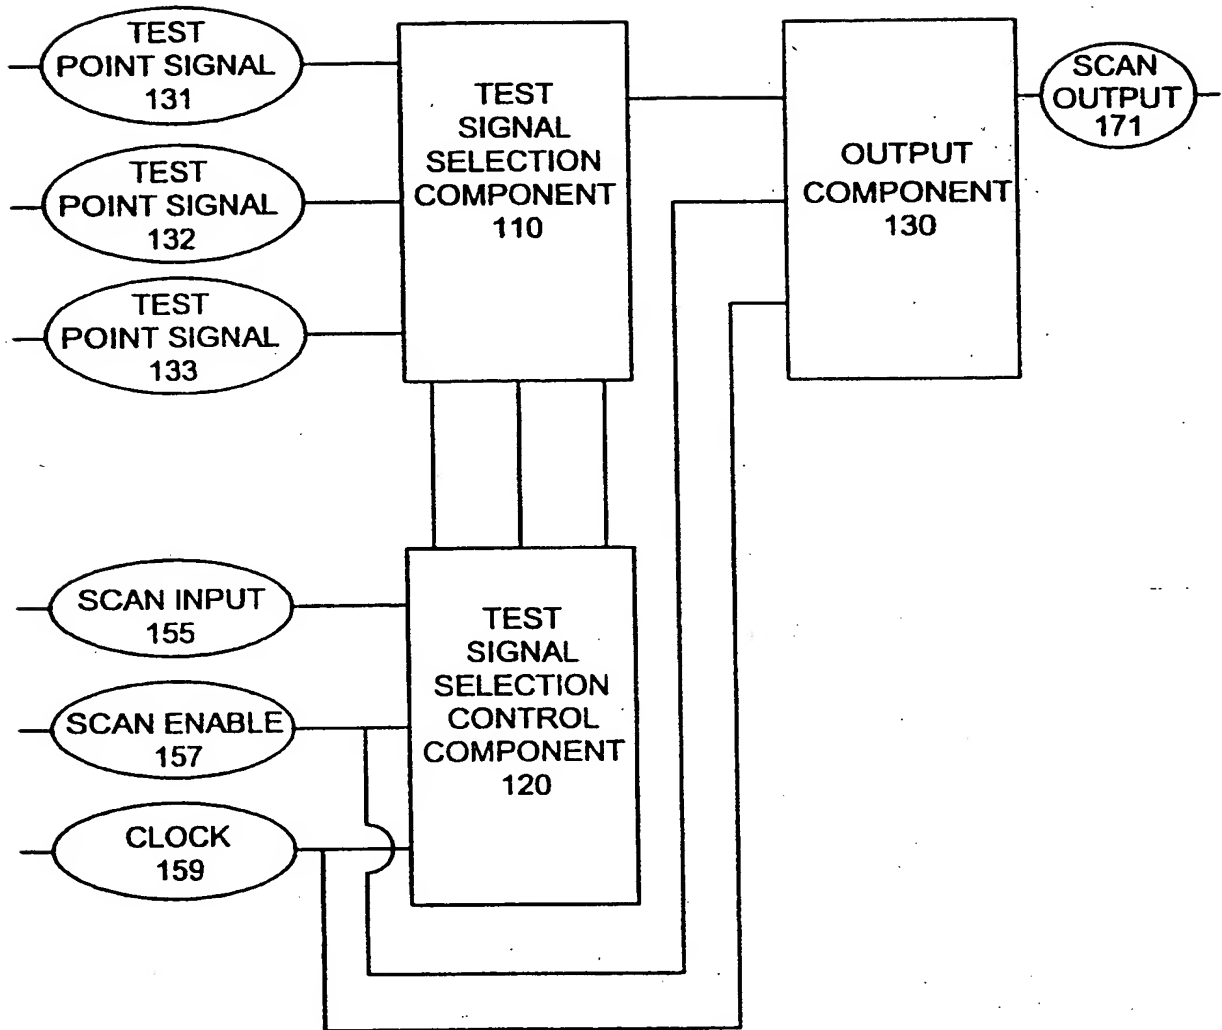 TEST
POINT SIGNAL
131
TEST
POINT SIGNAL
132
TEST
POINT SIGNAL
133
TEST
SIGNAL
SELECTION
COMPONENT
110
OUTPUT
COMPONENT
130
SCAN
OUTPUT
171
SCAN INPUT
155
SCAN ENABLE
157
CLOCK
159
TEST
SIGNAL
SELECTION
CONTROL
COMPONENT
120